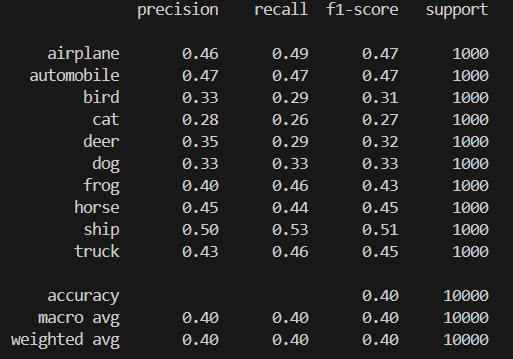 precision recall f1-score support
airplane 0.46 0.49 0.47 1000
automobile 0.47 0.47 0.47 1000
bird 0.33 0.29 0.31 1000
cat 0.28 0.26 0.27 1000
deer 0.35 0.29 0.32 1000
dog 0.33 0.33 0.33 1000
frog 0.40 0.46 0.43 1000
horse 0.45 0.44 0.45 1000
ship 0.50 0.53 0.51 1000
truck 0.43 0.46 0.45 1000
accuracy 0.40 10000
macro avg 0.40 0.40 0.40 10000
weighted avg 0.40 0.40 0.40 10000